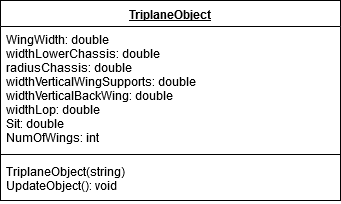 TriplaneObject
WingWidth: double
widthLowerChassis: double
radiusChassis: double
widthVerticalWingSupports: double
widthVerticalBackWing: double
widthLop: double
Sit: double
NumOfWings: int
TriplaneObject(string)
UpdateObject(): void